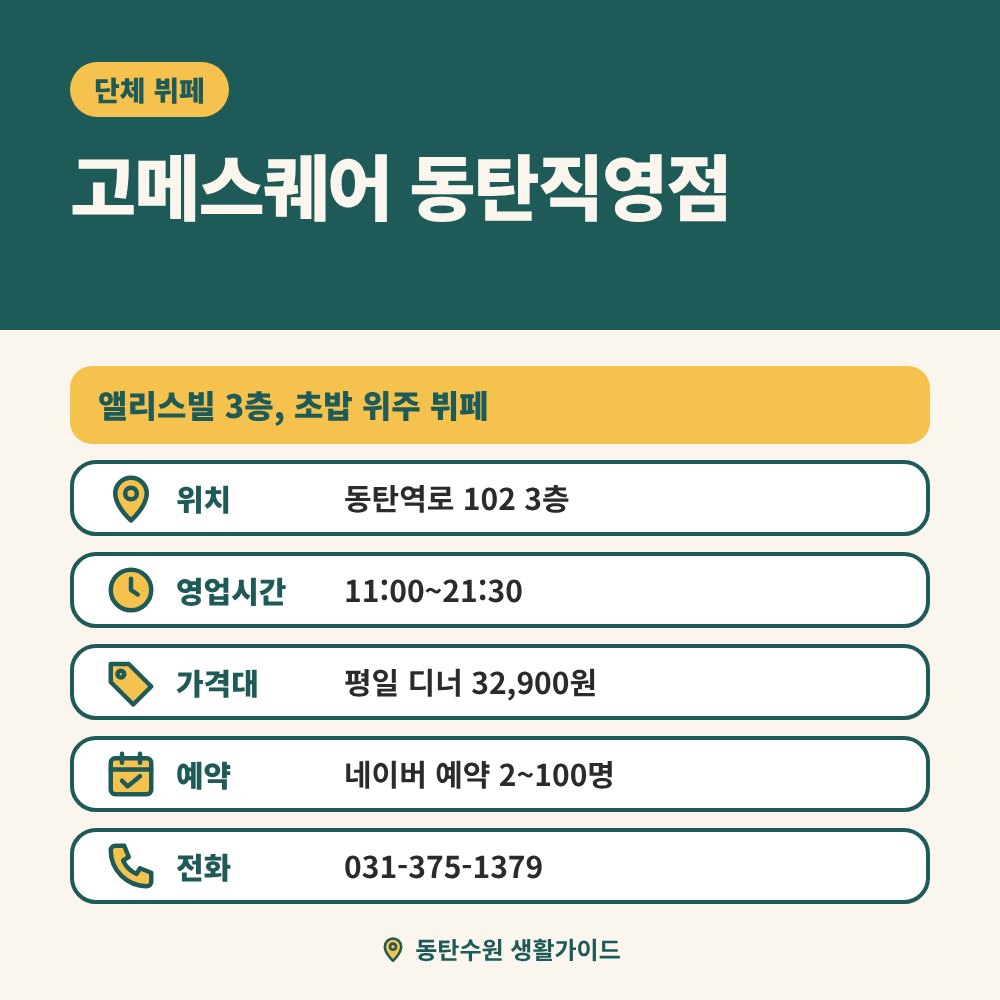 단체 뷔페
고메스퀘어 동탄직영점
앨리스빌 3층, 초밥 위주 뷔페
위치 동탄역로 102 3층
영업시간 11:00~21:30
가격대 평일 디너 32,900원
예약 네이버 예약 2~100명
전화 031-375-1379
동탄수원 생활가이드